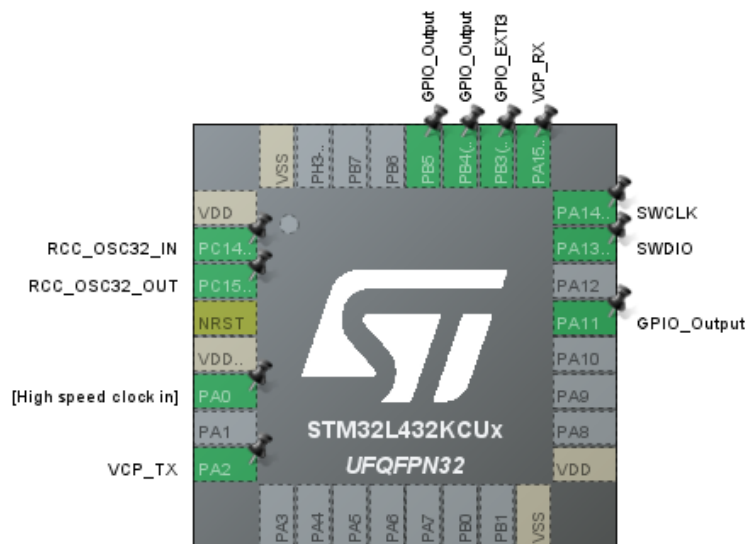 GPIO_Output
GPIO_Output
GPIO_EXTI3
VCP_RX
VSS
PH3-..
PB7
PB6
PB5
PB4(..
PB3(..
PA15..
VDD
PA14..
SWCLK
RCC_OSC32_IN
PC14..
PA13..
SWDIO
RCC_OSC32_OUT
PC15..
PA12
NRST
PA11
GPIO_Output
VDD..
PA10
[High speed clock in]
PA0
PA9
PA1
PA8
VCP_TX
PA2
VDD
ST
STM32L432KCUx
UFQFPN32
PA3
PA4
PA5
PA6
PA7
PB0
PB1
VSS